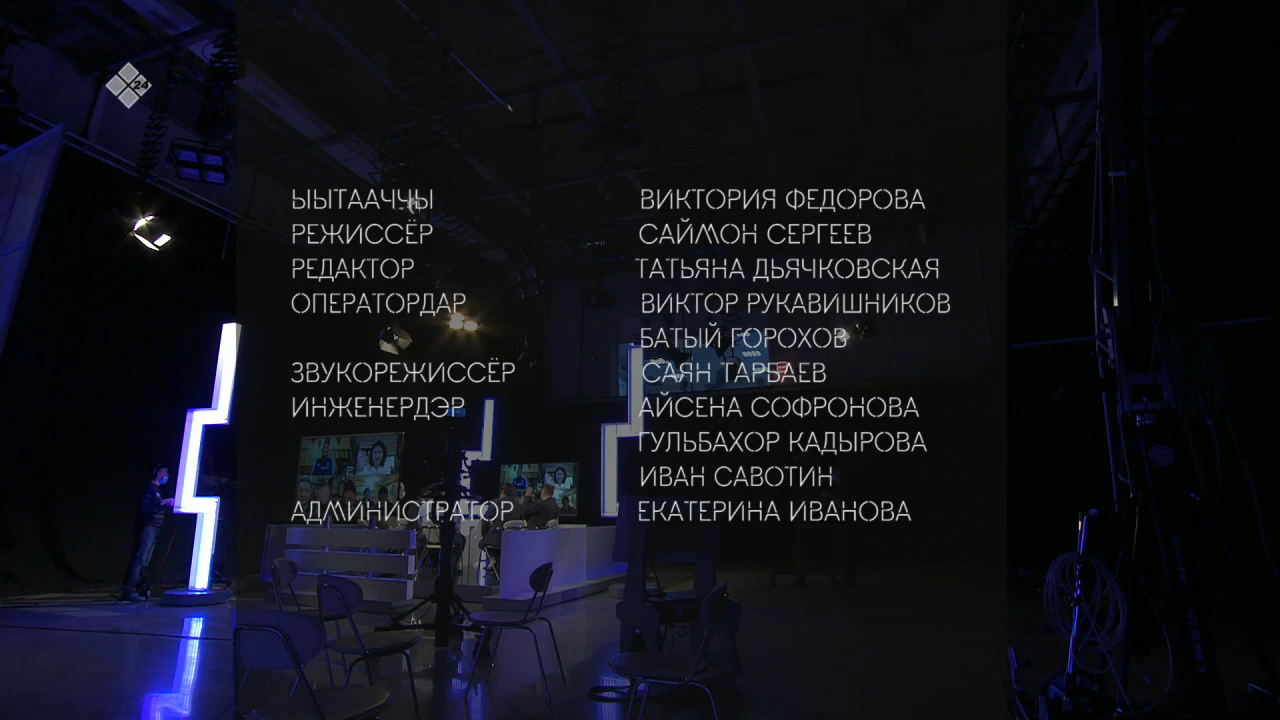 24
ЫЫТААЧЧЫ ВИКТОРИЯ ФЕДОРОВА
РЕЖИССЁР САЙМОН СЕРГЕЕВ
РЕДАКТОР ТАТЬЯНА ДЬЯЧКОВСКАЯ
ОПЕРАТОРДАР ВИКТОР РУКАВИШНИКОВ
БАТЫЙ ГОРОХОВ
ЗВУКОРЕЖИССЁР САЯН ТАРБАЕВ
ИНЖЕНЕРДЭР АЙСЕНА СОФРОНОВА
ГУЛЬБАХОР КАДЫРОВА
ИВАН САВОТИН
АДМИНИСТРАТОР ЕКАТЕРИНА ИВАНОВА